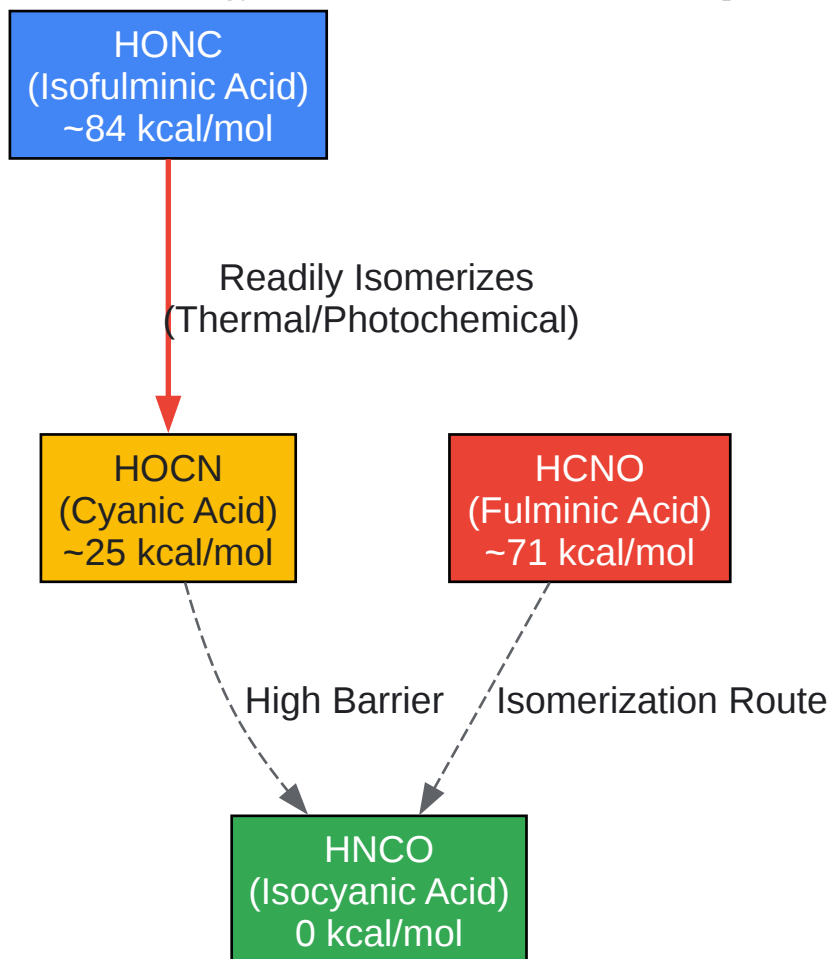 HONC
(Isofulminic Acid)
~84 kcal/mol
Readily Isomerizes
(Thermal/Photochemical)
HOCN
(Cyanic Acid)
~25 kcal/mol
HCNO
(Fulminic Acid)
~71 kcal/mol
High Barrier
Isomerization Route
HNCO
(Isocyanic Acid)
0 kcal/mol